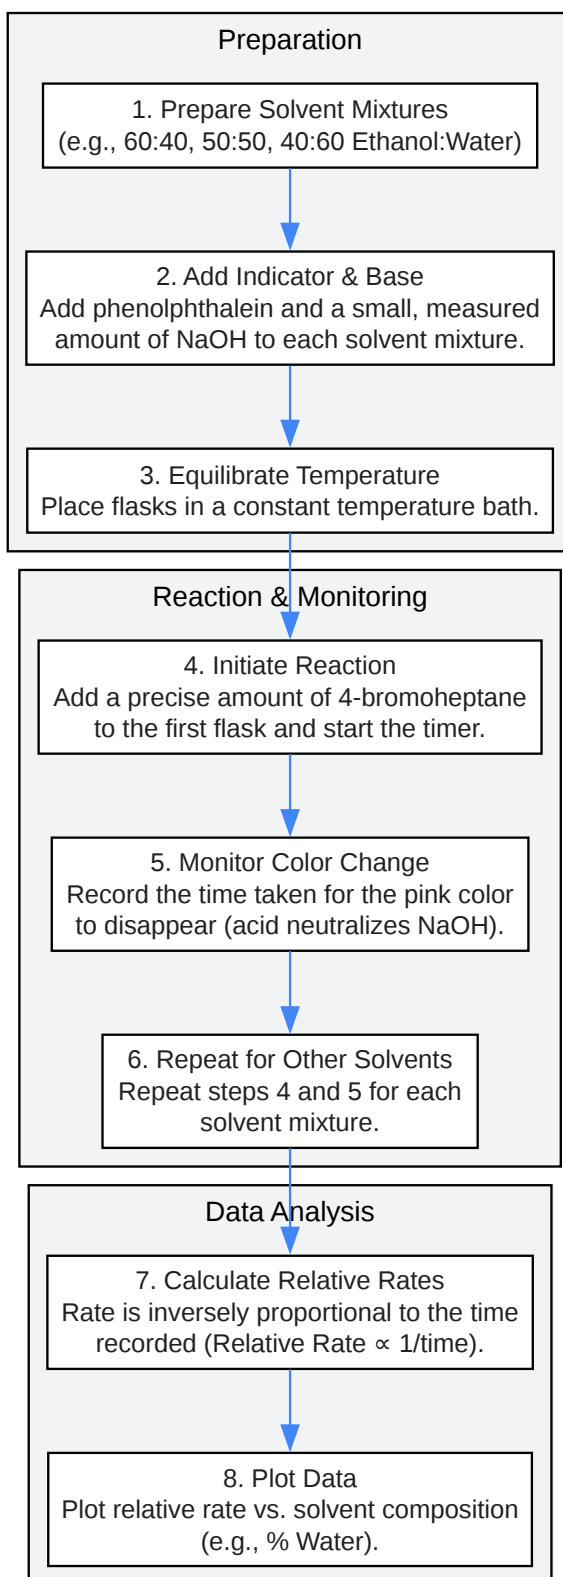 Preparation
1. Prepare Solvent Mixtures
(e.g., 60:40, 50:50, 40:60 Ethanol:Water)
2. Add Indicator & Base
Add phenolphthalein and a small, measured
amount of NaOH to each solvent mixture.
3. Equilibrate Temperature
Place flasks in a constant temperature bath.
Reaction & Monitoring
4. Initiate Reaction
Add a precise amount of 4-bromoheptane
to the first flask and start the timer.
5. Monitor Color Change
Record the time taken for the pink color
to disappear (acid neutralizes NaOH).
6. Repeat for Other Solvents
Repeat steps 4 and 5 for each
solvent mixture.
Data Analysis
7. Calculate Relative Rates
Rate is inversely proportional to the time
recorded (Relative Rate ∝ 1/time).
8. Plot Data
Plot relative rate vs. solvent composition
(e.g., % Water).